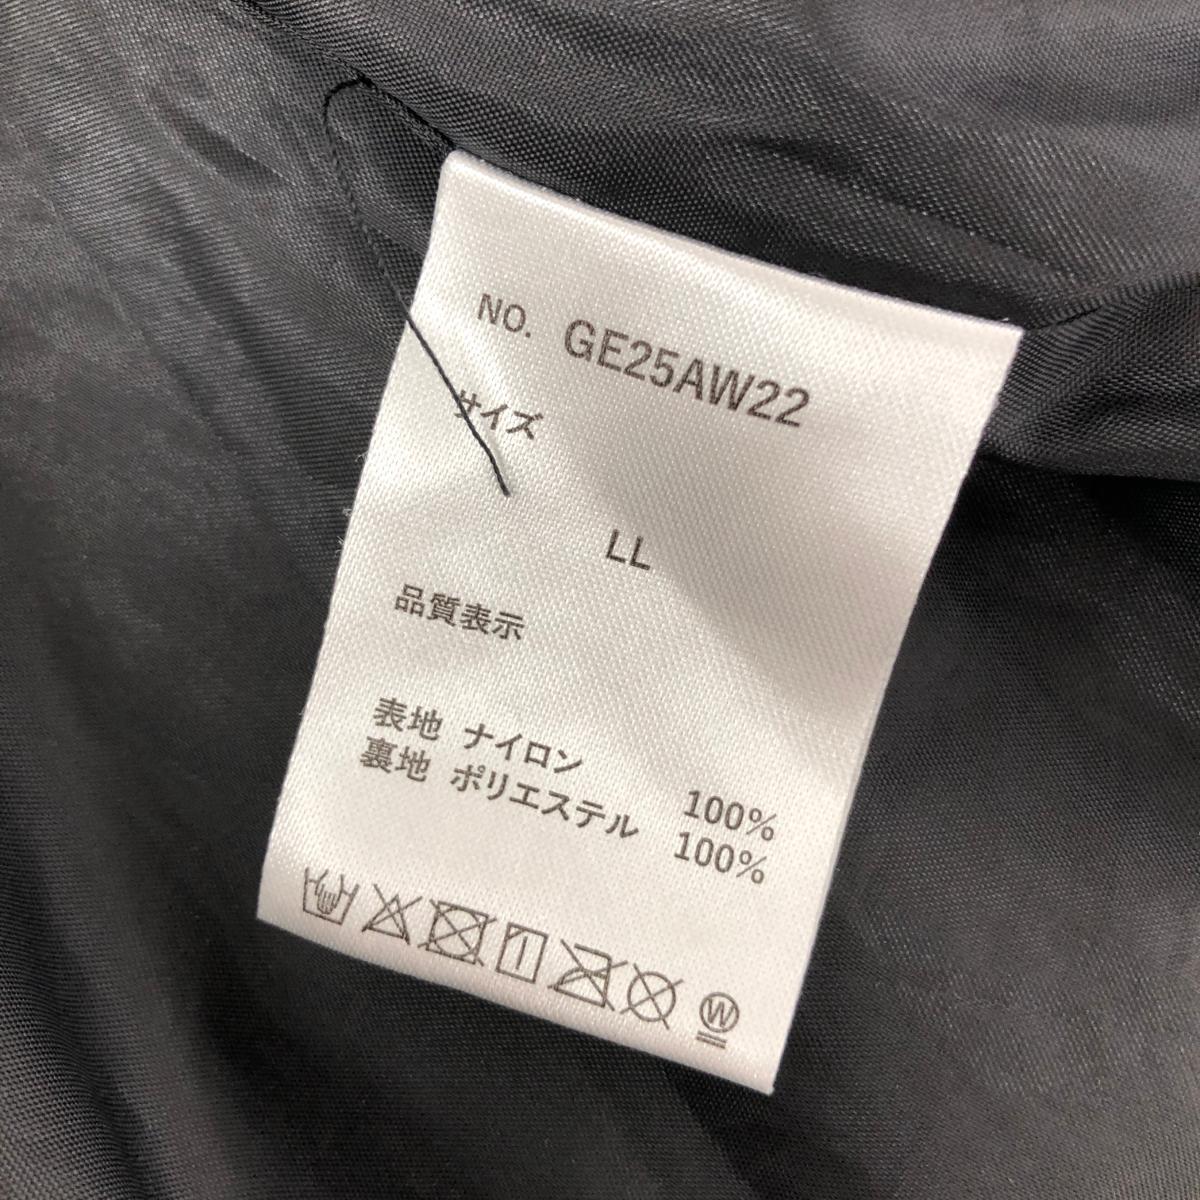 NO. GE25AW22
サイズ
LL
品質表示
表地 ナイロン 100%
裏地 ポリエステル 100%
W